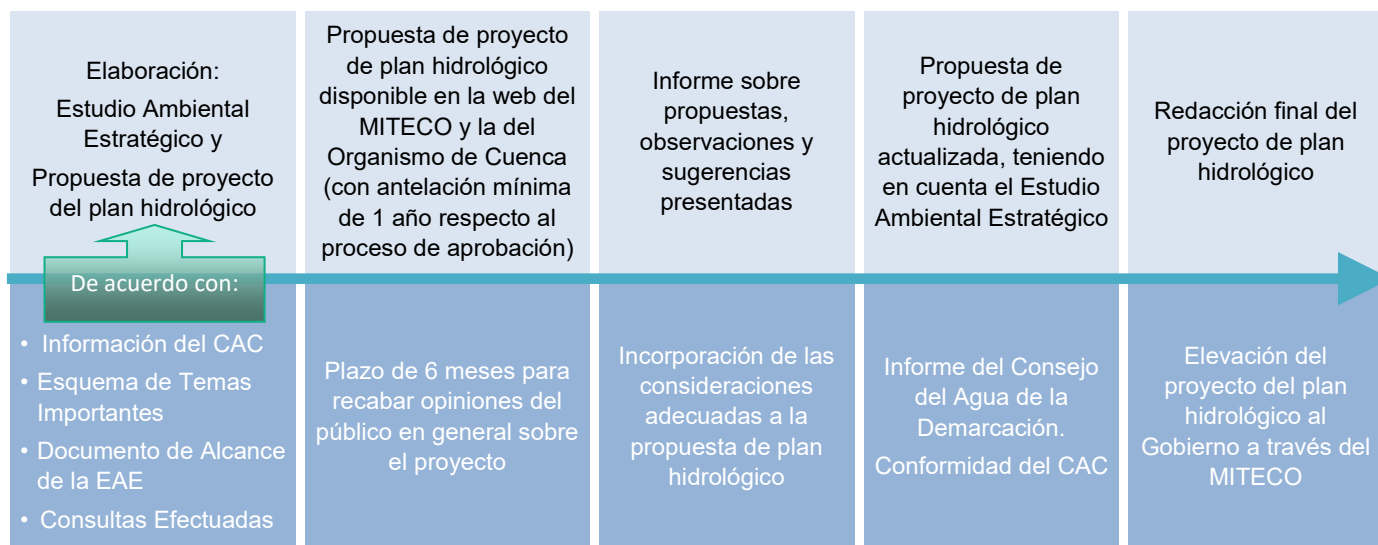 Elaboración:
Estudio Ambiental
Estratégico y
Propuesta de proyecto
del plan hidrológico
De acuerdo con:
• Información del CAC
• Esquema de Temas
Importantes
• Documento de Alcance
de la EAE
• Consultas Efectuadas
Propuesta de proyecto
de plan hidrológico
disponible en la web del
MITECO y la del
Organismo de Cuenca
(con antelación mínima
de 1 año respecto al
proceso de aprobación)
Plazo de 6 meses para
recabar opiniones del
público en general sobre
el proyecto
Informe sobre
propuestas,
observaciones y
sugerencias
presentadas
Incorporación de las
consideraciones
adecuadas a la
propuesta de plan
hidrológico
Propuesta de
proyecto de plan
hidrológico
actualizada, teniendo
en cuenta el Estudio
Ambiental Estratégico
Informe del Consejo
del Agua de la
Demarcación.
Conformidad del CAC
Redacción final del
proyecto de plan
hidrológico
Elevación del
proyecto del plan
hidrológico al
Gobierno a través del
MITECO